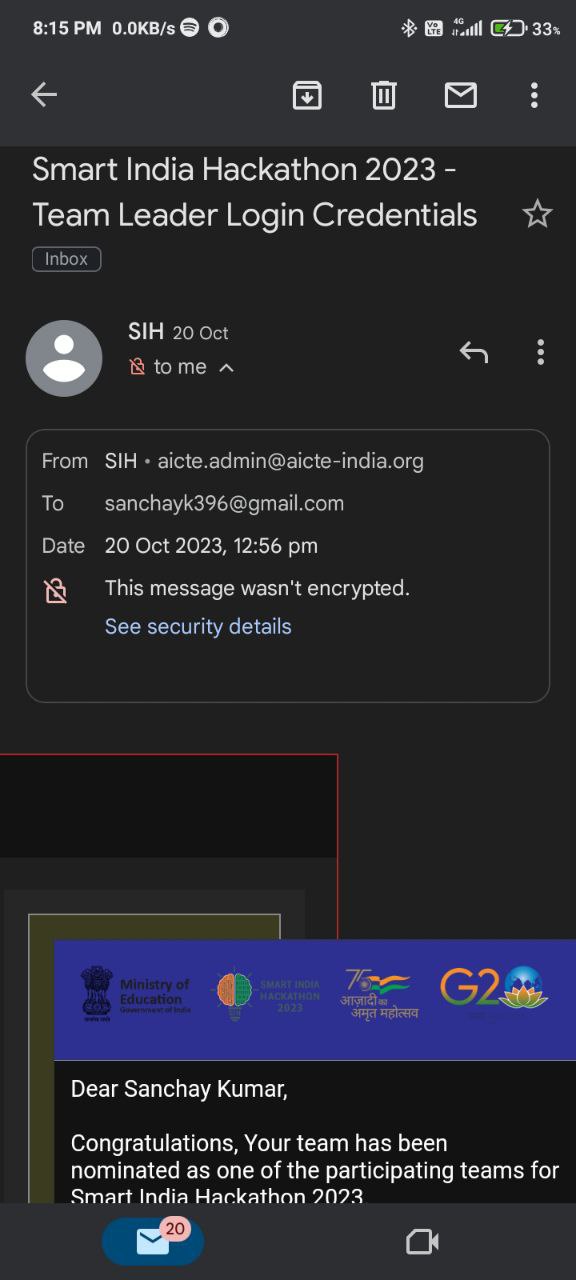 8:15 PM 0.0KB/s
Vo LTE 4G 33%
Smart India Hackathon 2023 -
Team Leader Login Credentials
Inbox
SIH 20 Oct
to me
From SIH • aicte.admin@aicte-india.org
To sanchayk396@gmail.com
Date 20 Oct 2023, 12:56 pm
This message wasn't encrypted.
See security details
Ministry of
Education
Government of India
SMART INDIA
HACKATHON
2023
75
आज़ादी का
अमृत महोत्सव
G20
Dear Sanchay Kumar,
Congratulations, Your team has been
nominated as one of the participating teams for
Smart India Hackathon 2023.
20